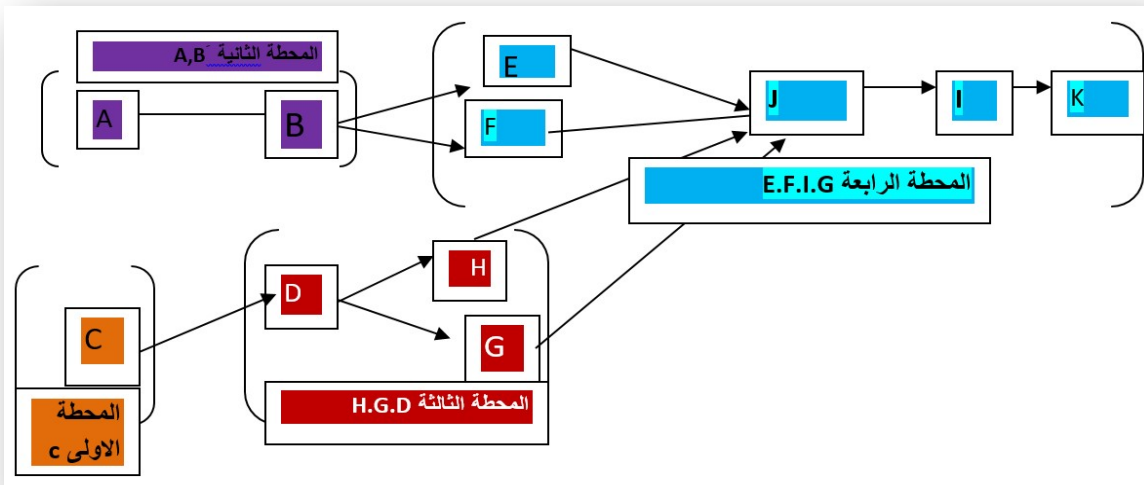 المحطة الثانية A,B
A
B
E
F
J
I
K
المحطة الرابعة E.F.I.G
C
المحطة
الاولى c
D
H
G
المحطة الثالثة H.G.D